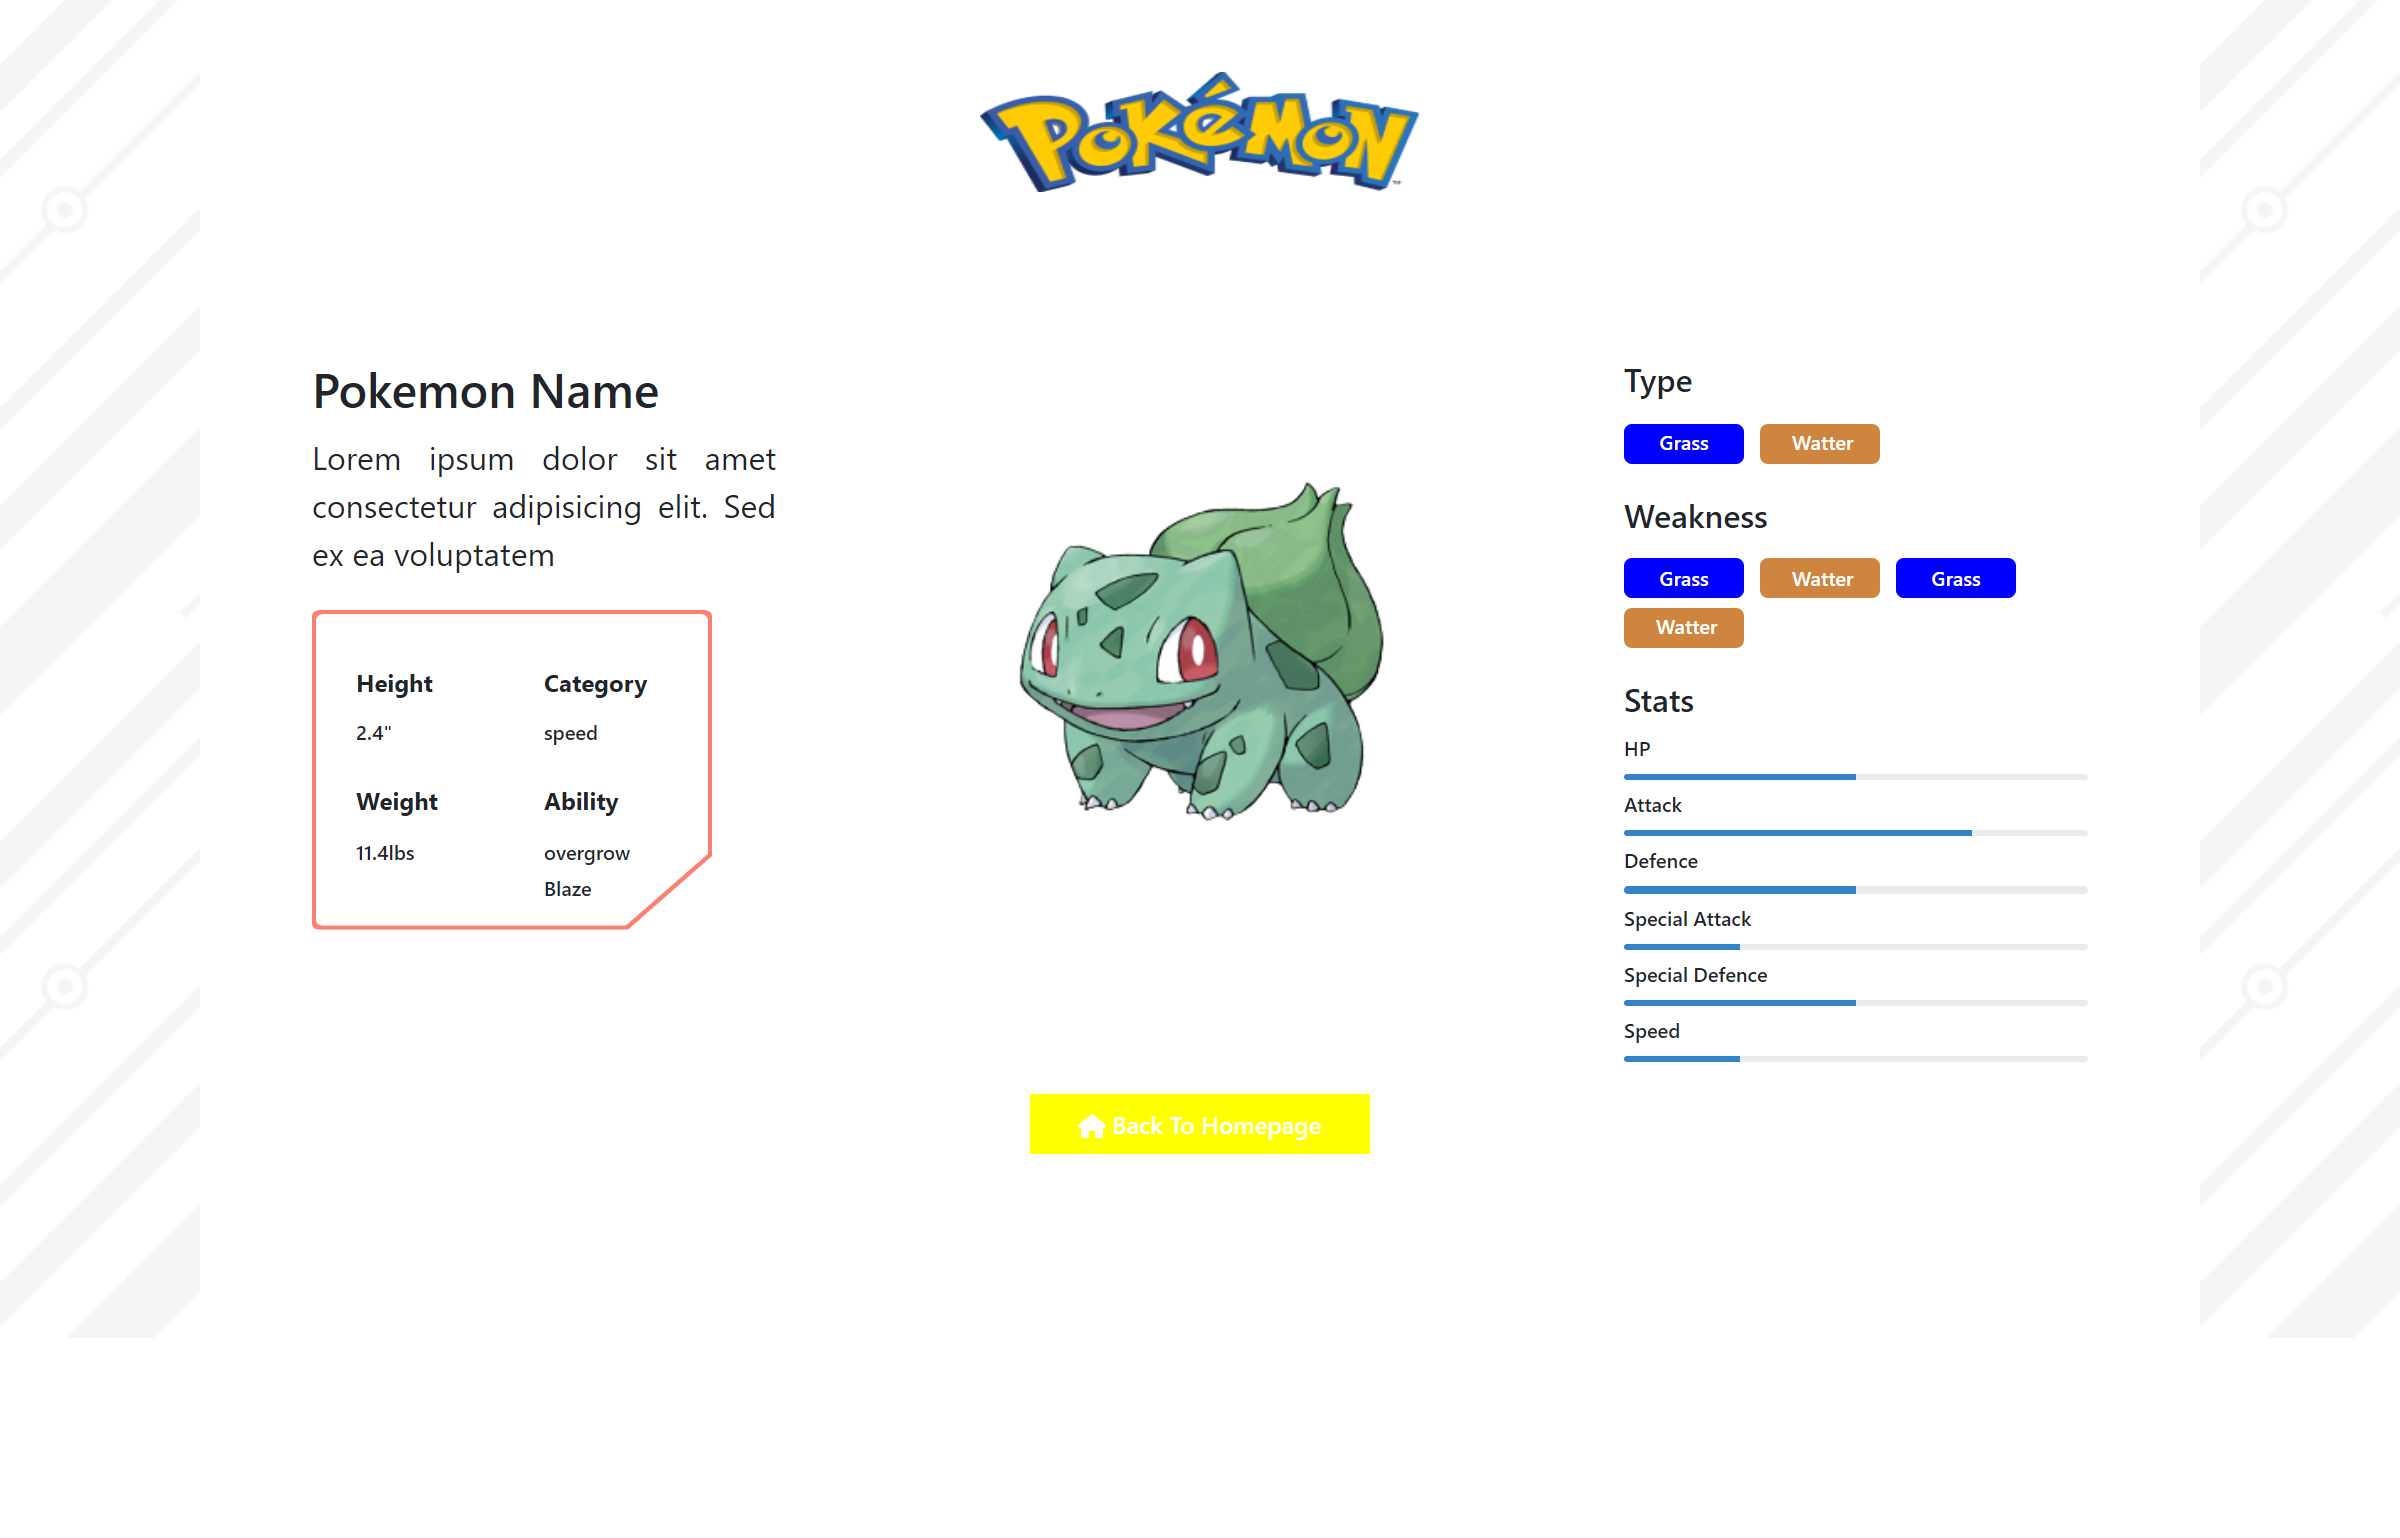 POKéMON
™
Pokemon Name
Lorem ipsum dolor sit amet
consectetur adipisicing elit. Sed
ex ea voluptatem
Height
2.4"
Category
speed
Weight
11.4lbs
Ability
overgrow
Blaze
Type
Grass Watter
Weakness
Grass Watter Grass
Watter
Stats
HP
Attack
Defence
Special Attack
Special Defence
Speed
Back To Homepage